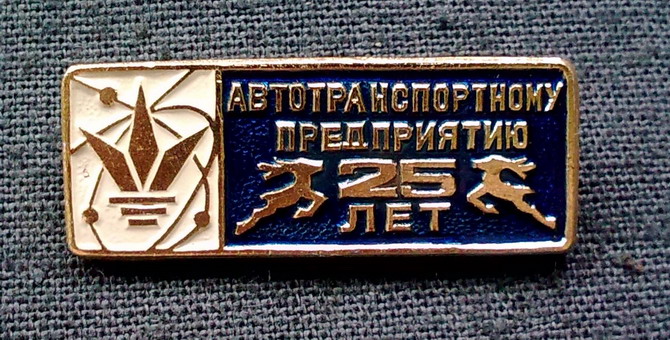 АВТОТРАНСПОРТНОМУ
ПРЕДПРИЯТИЮ
25
ЛЕТ